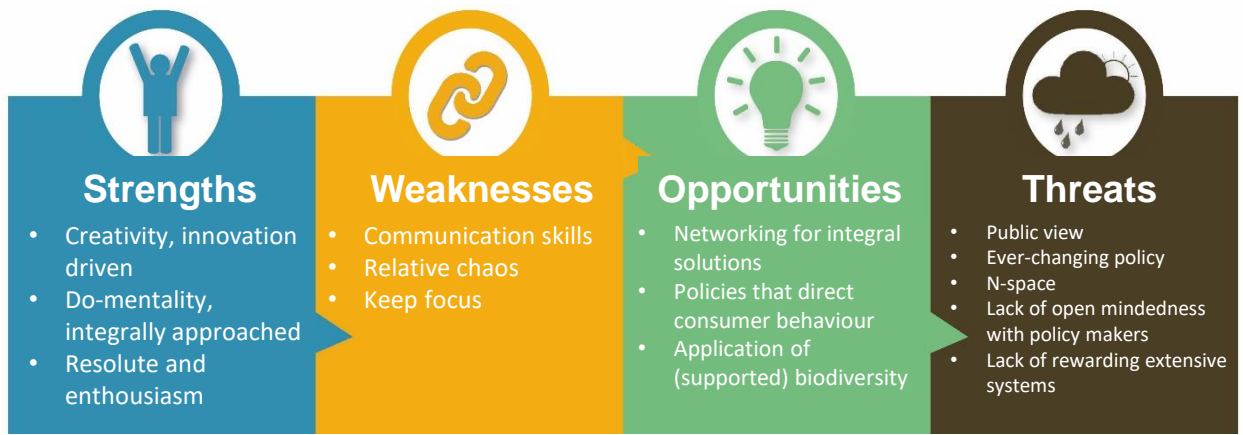 Strengths
• Creativity, innovation
driven
• Do-mentality,
integrally approached
• Resolute and
enthousiasm
Weaknesses
• Communication skills
• Relative chaos
• Keep focus
Opportunities
• Networking for integral
solutions
• Policies that direct
consumer behaviour
• Application of
(supported) biodiversity
Threats
• Public view
• Ever-changing policy
• N-space
• Lack of open mindedness
with policy makers
• Lack of rewarding extensive
systems